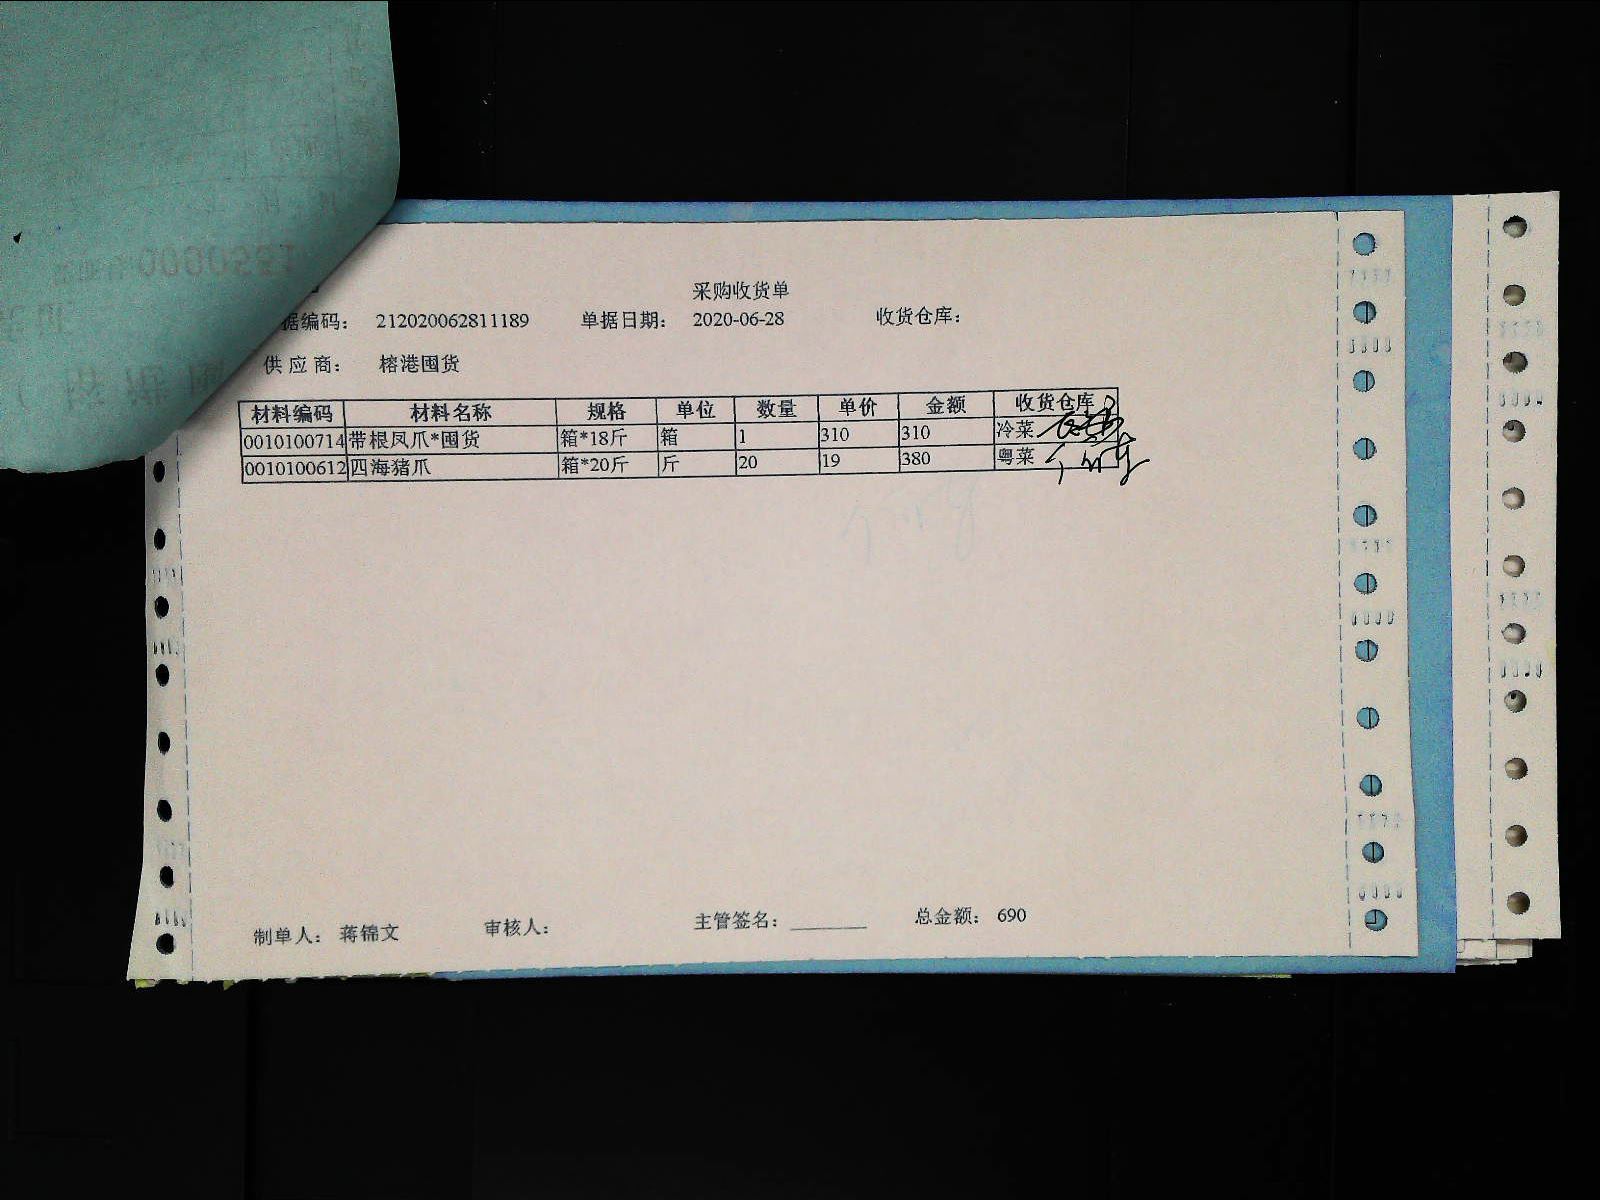 采购收货单
据编码： 212020062811189 单据日期： 2020-06-28 收货仓库：
供应商： 榕港囤货
材料编码 材料名称 规格 单位 数量 单价 金额 收货仓库
0010100714 带根凤爪*囤货 箱*18斤 箱 1 310 310 冷菜
0010100612 四海猪爪 箱*20斤 斤 20 19 380 粤菜
制单人： 蒋锦文 审核人： 主管签名： 总金额： 690